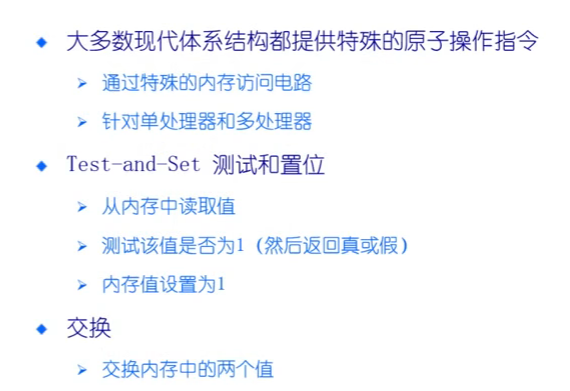 大多数现代体系结构都提供特殊的原子操作指令
通过特殊的内存访问电路
针对单处理器和多处理器
Test-and-Set 测试和置位
从内存中读取值
测试该值是否为1 (然后返回真或假)
内存值设置为1
交换
交换内存中的两个值